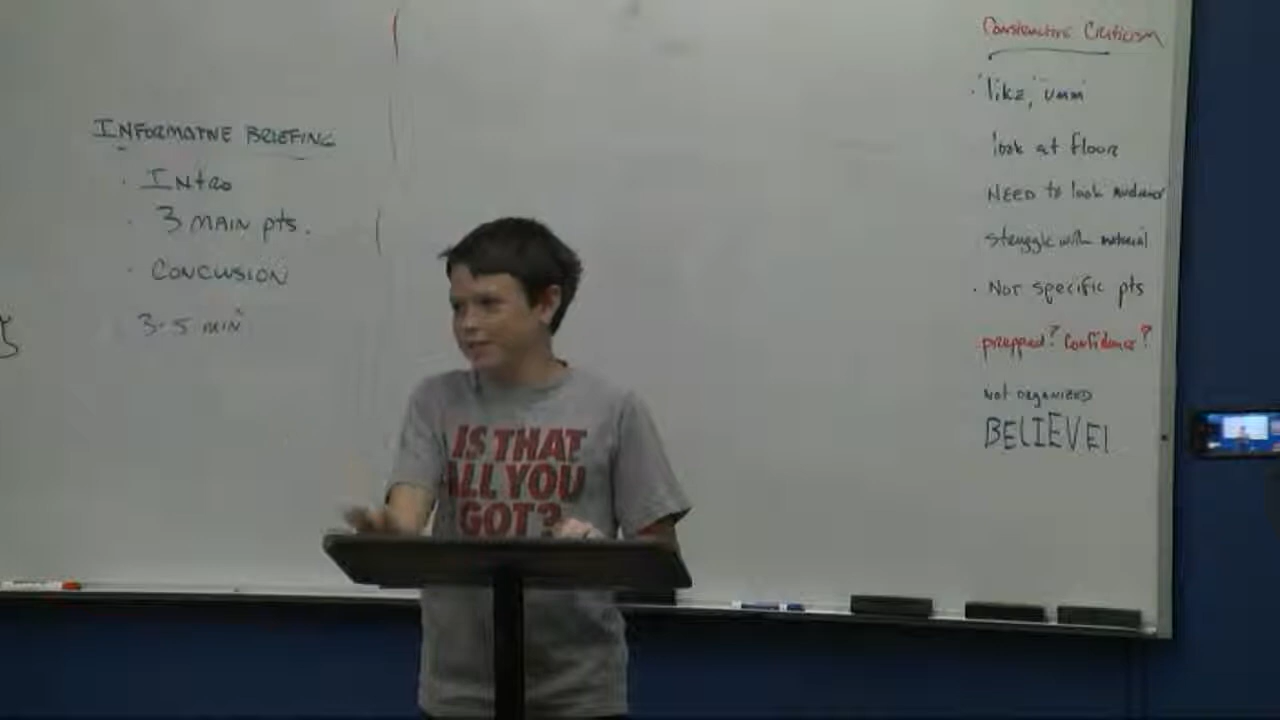 INFORMATIVE BRIEFING
· Intro
· 3 MAIN pts.
· CONCLUSION
3-5 MIN
IS THAT
ALL YOU
GOT?
Constructive Criticism
· "like," "umm"
look at floor
NEED to look audience
struggle with material
· Not specific pts
prepped? Confidence?
Not ORGANIZED
BELIEVE!